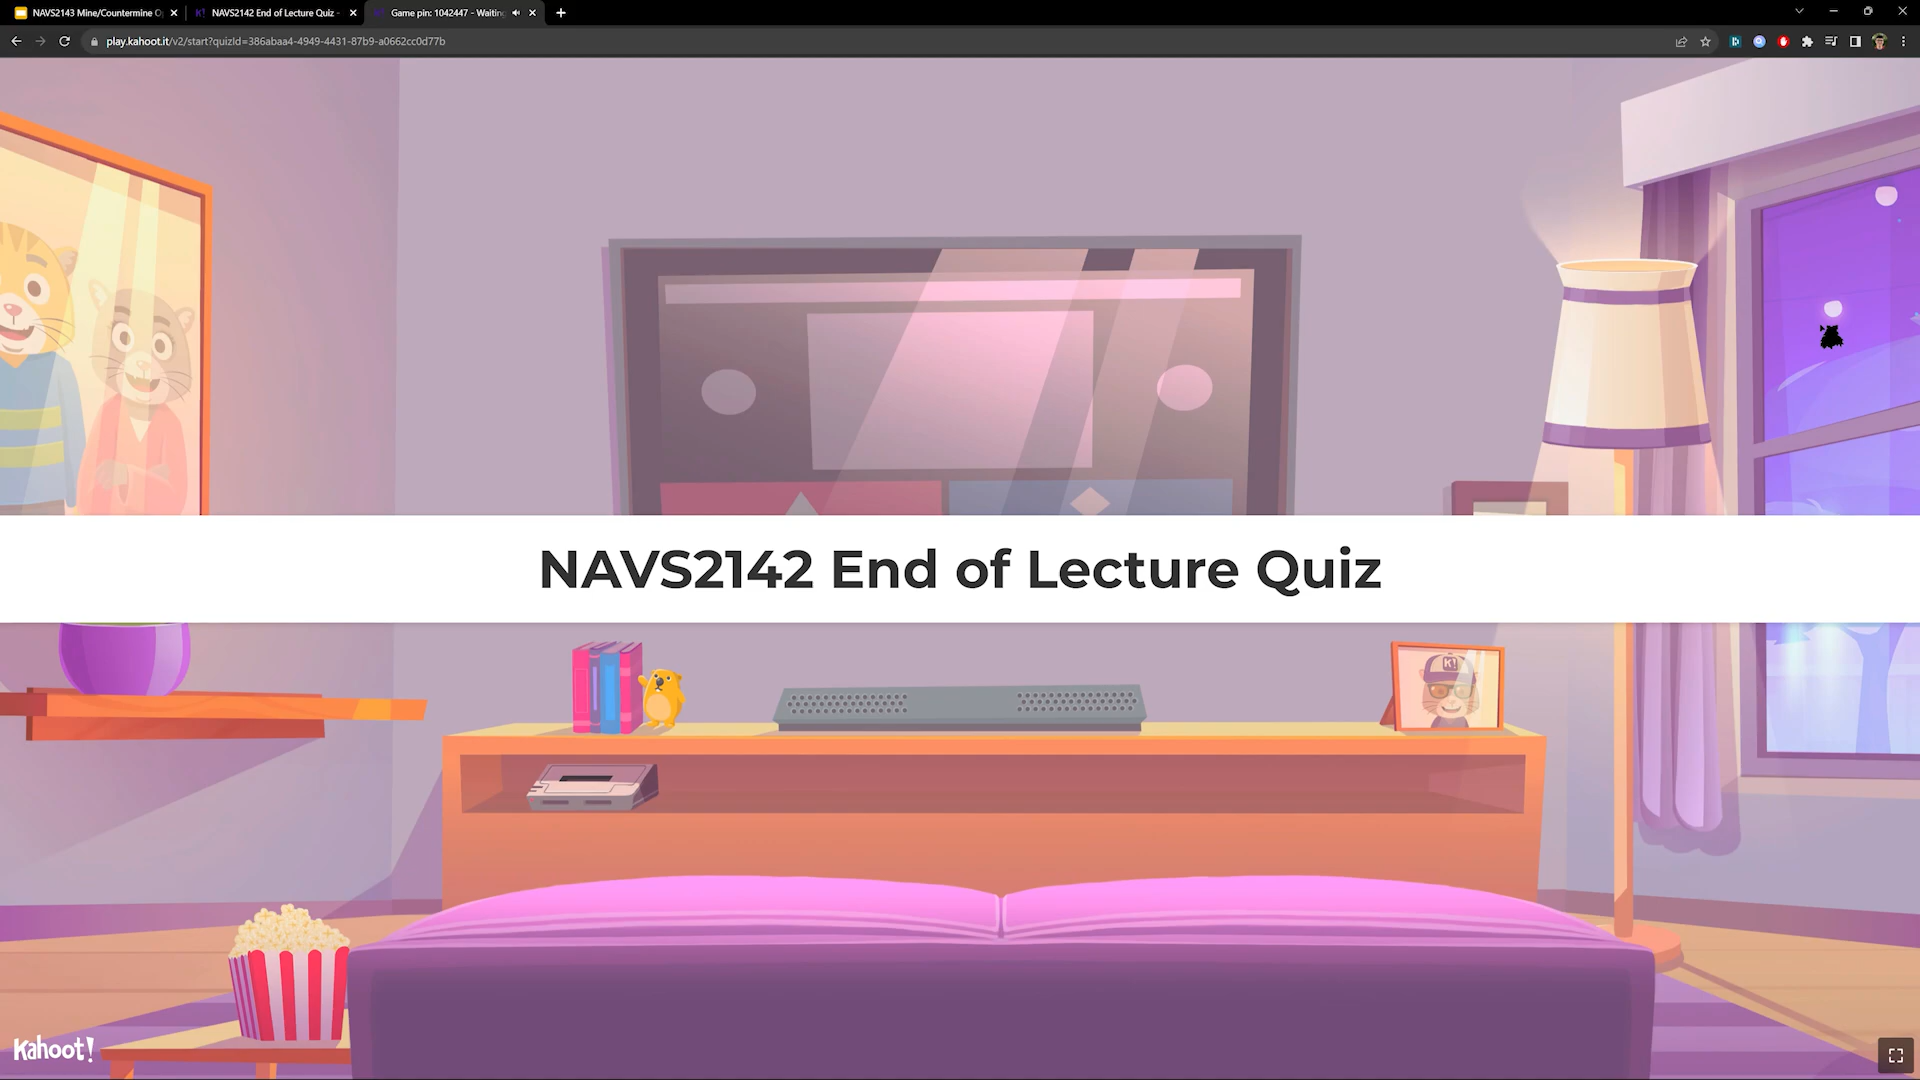 NAVS2143 Mine/Countermine O
NAVS2142 End of Lecture Quiz -
Game pin: 1042447 - Waiting
play.kahoot.it/v2/start?quizId=386abaa4-4949-4431-87b9-a0662cc0d77b
NAVS2142 End of Lecture Quiz
K!
Kahoot!